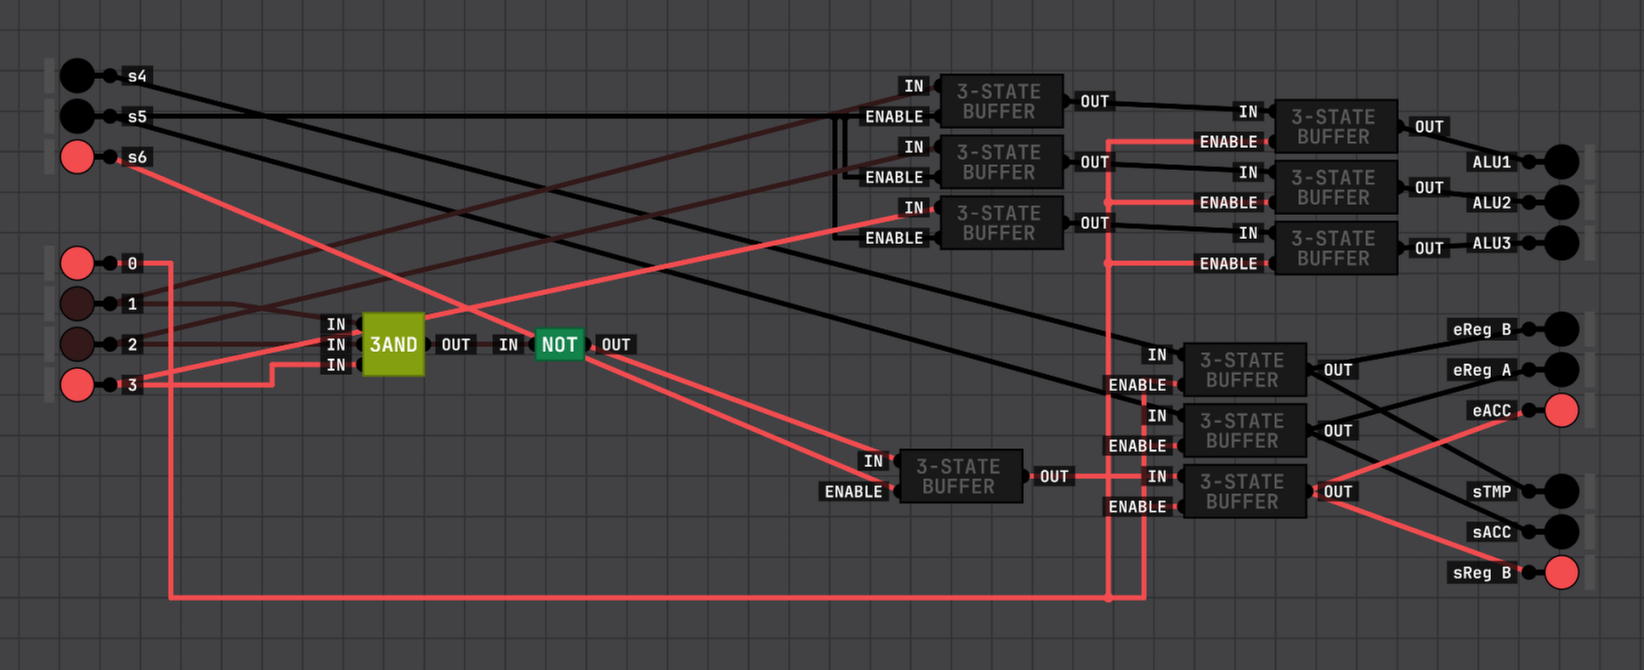 s4
s5
s6
0
1
2
3
IN
IN
IN
3AND
OUT
IN
NOT
OUT
IN
ENABLE
3-STATE
BUFFER
OUT
IN
ENABLE
3-STATE
BUFFER
OUT
IN
ENABLE
3-STATE
BUFFER
OUT
IN
ENABLE
3-STATE
BUFFER
OUT
IN
ENABLE
3-STATE
BUFFER
OUT
IN
ENABLE
3-STATE
BUFFER
OUT
IN
ENABLE
3-STATE
BUFFER
OUT
IN
ENABLE
3-STATE
BUFFER
OUT
IN
ENABLE
3-STATE
BUFFER
OUT
IN
ENABLE
3-STATE
BUFFER
OUT
ALU1
ALU2
ALU3
eReg B
eReg A
eACC
sTMP
sACC
sReg B